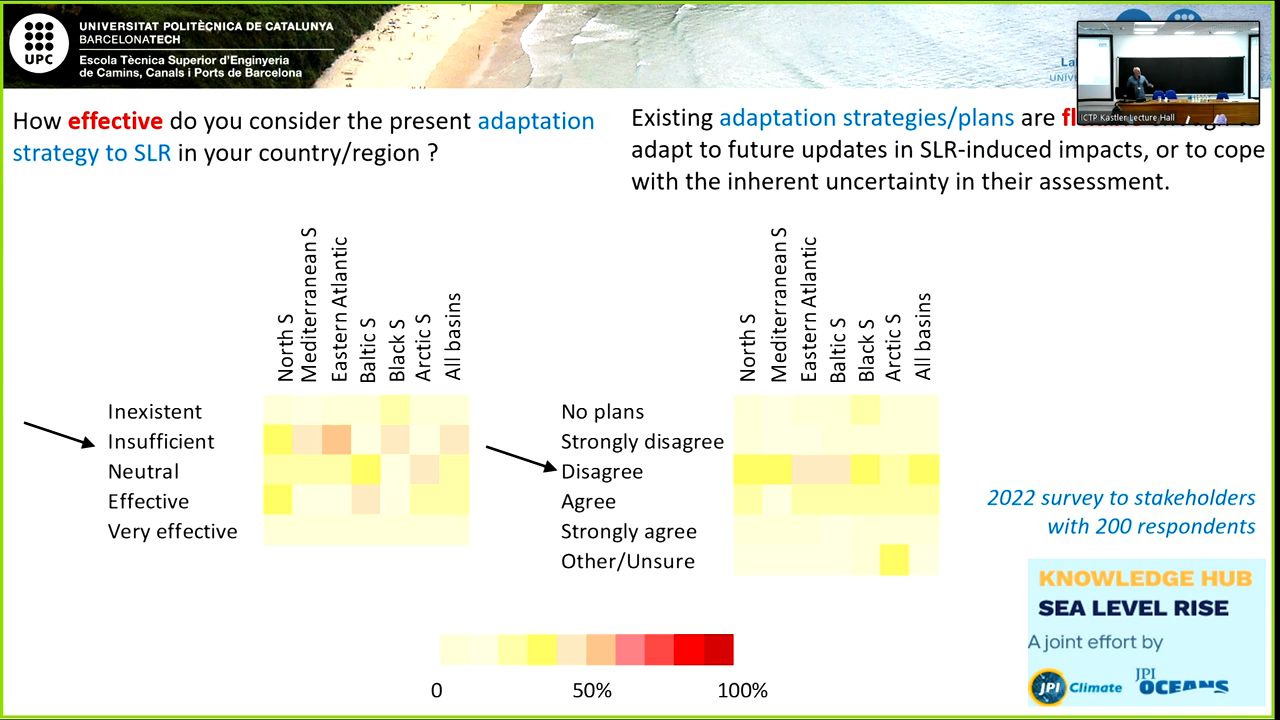 UNIVERSITAT POLITÈCNICA DE CATALUNYA
BARCELONATECH
Escola Tècnica Superior d'Enginyeria
de Camins, Canals i Ports de Barcelona
UPC
La
ICTP Kastler Lecture Hall
How effective do you consider the present adaptation
strategy to SLR in your country/region ?
Existing adaptation strategies/plans are
adapt to future updates in SLR-induced impacts, or to cope
with the inherent uncertainty in their assessment.
North S
Mediterranean S
Eastern Atlantic
Baltic S
Black S
Arctic S
All basins
Inexistent
Insufficient
Neutral
Effective
Very effective
North S
Mediterranean S
Eastern Atlantic
Baltic S
Black S
Arctic S
All basins
No plans
Strongly disagree
Disagree
Agree
Strongly agree
Other/Unsure
2022 survey to stakeholders
with 200 respondents
0 50% 100%
KNOWLEDGE HUB
SEA LEVEL RISE
A joint effort by
JPI Climate
JPI
OCEANS